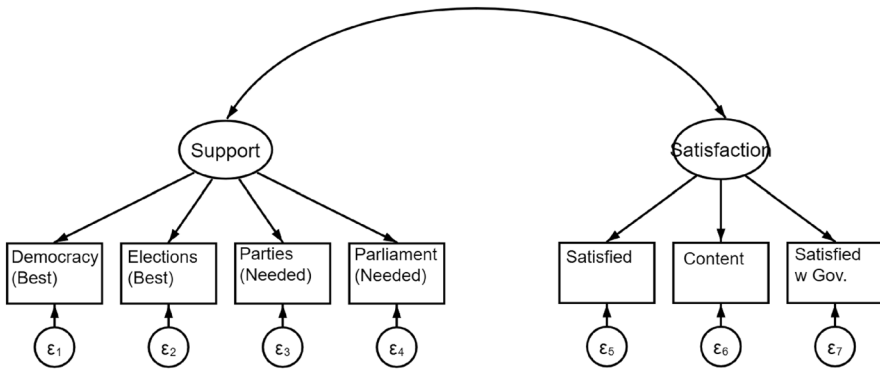 Support
Satisfaction
Democracy
(Best)
Elections
(Best)
Parties
(Needed)
Parliament
(Needed)
Satisfied
Content
Satisfied
w Gov.
ε₁
ε₂
ε₃
ε₄
ε₅
ε₆
ε₇